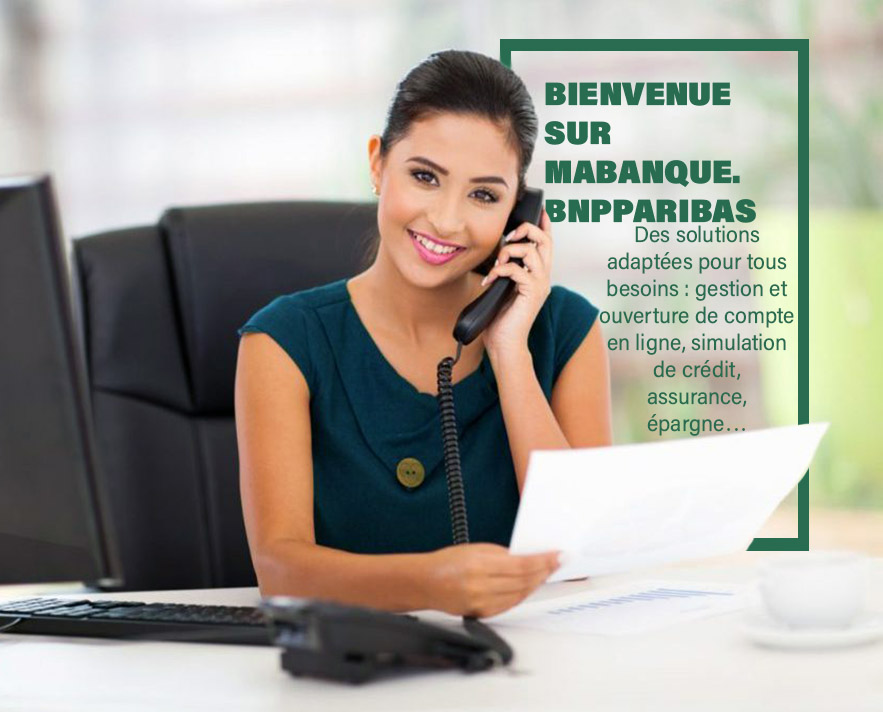 BIENVENUE
SUR
MABANQUE.
BNPPARIBAS
Des solutions
adaptées pour tous
besoins : gestion et
ouverture de compte
en ligne, simulation
de crédit,
assurance,
épargne…